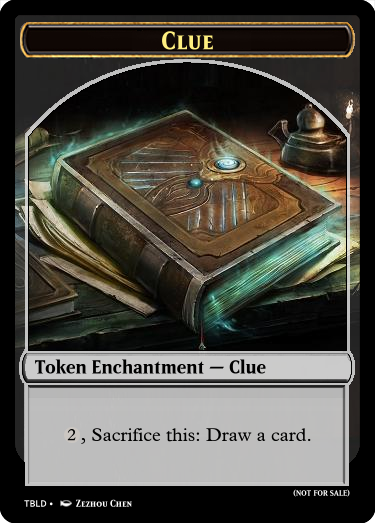 Clue
Token Enchantment — Clue
2, Sacrifice this: Draw a card.
(NOT FOR SALE)
TBLD • Zezhou Chen